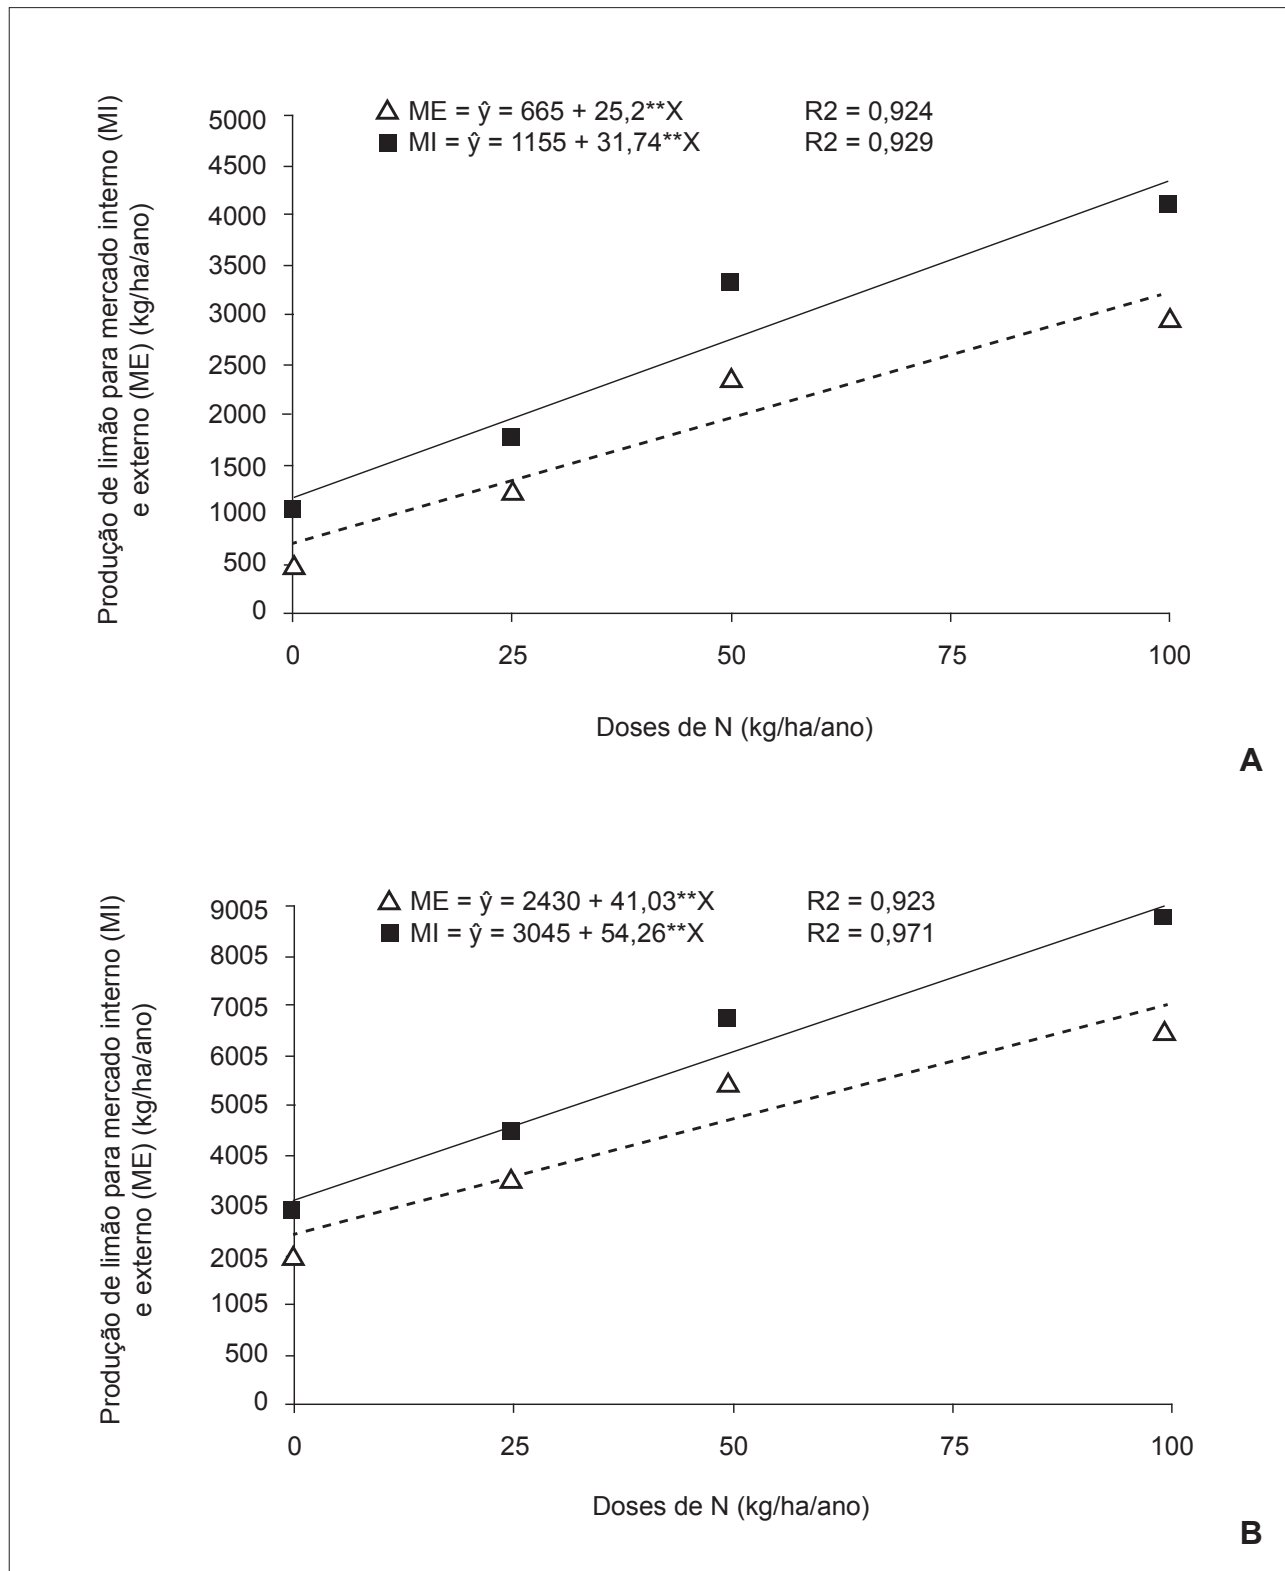 Produção de limão para mercado interno (MI)
e externo (ME) (kg/ha/ano)
ME = ŷ = 665 + 25,2**X R2 = 0,924
MI = ŷ = 1155 + 31,74**X R2 = 0,929
5000
4500
4000
3500
3000
2500
2000
1500
1000
500
0
0 25 50 75 100
Doses de N (kg/ha/ano)
A
Produção de limão para mercado interno (MI)
e externo (ME) (kg/ha/ano)
ME = ŷ = 2430 + 41,03**X R2 = 0,923
MI = ŷ = 3045 + 54,26**X R2 = 0,971
9005
8005
7005
6005
5005
4005
3005
2005
1005
500
0
0 25 50 75 100
Doses de N (kg/ha/ano)
B